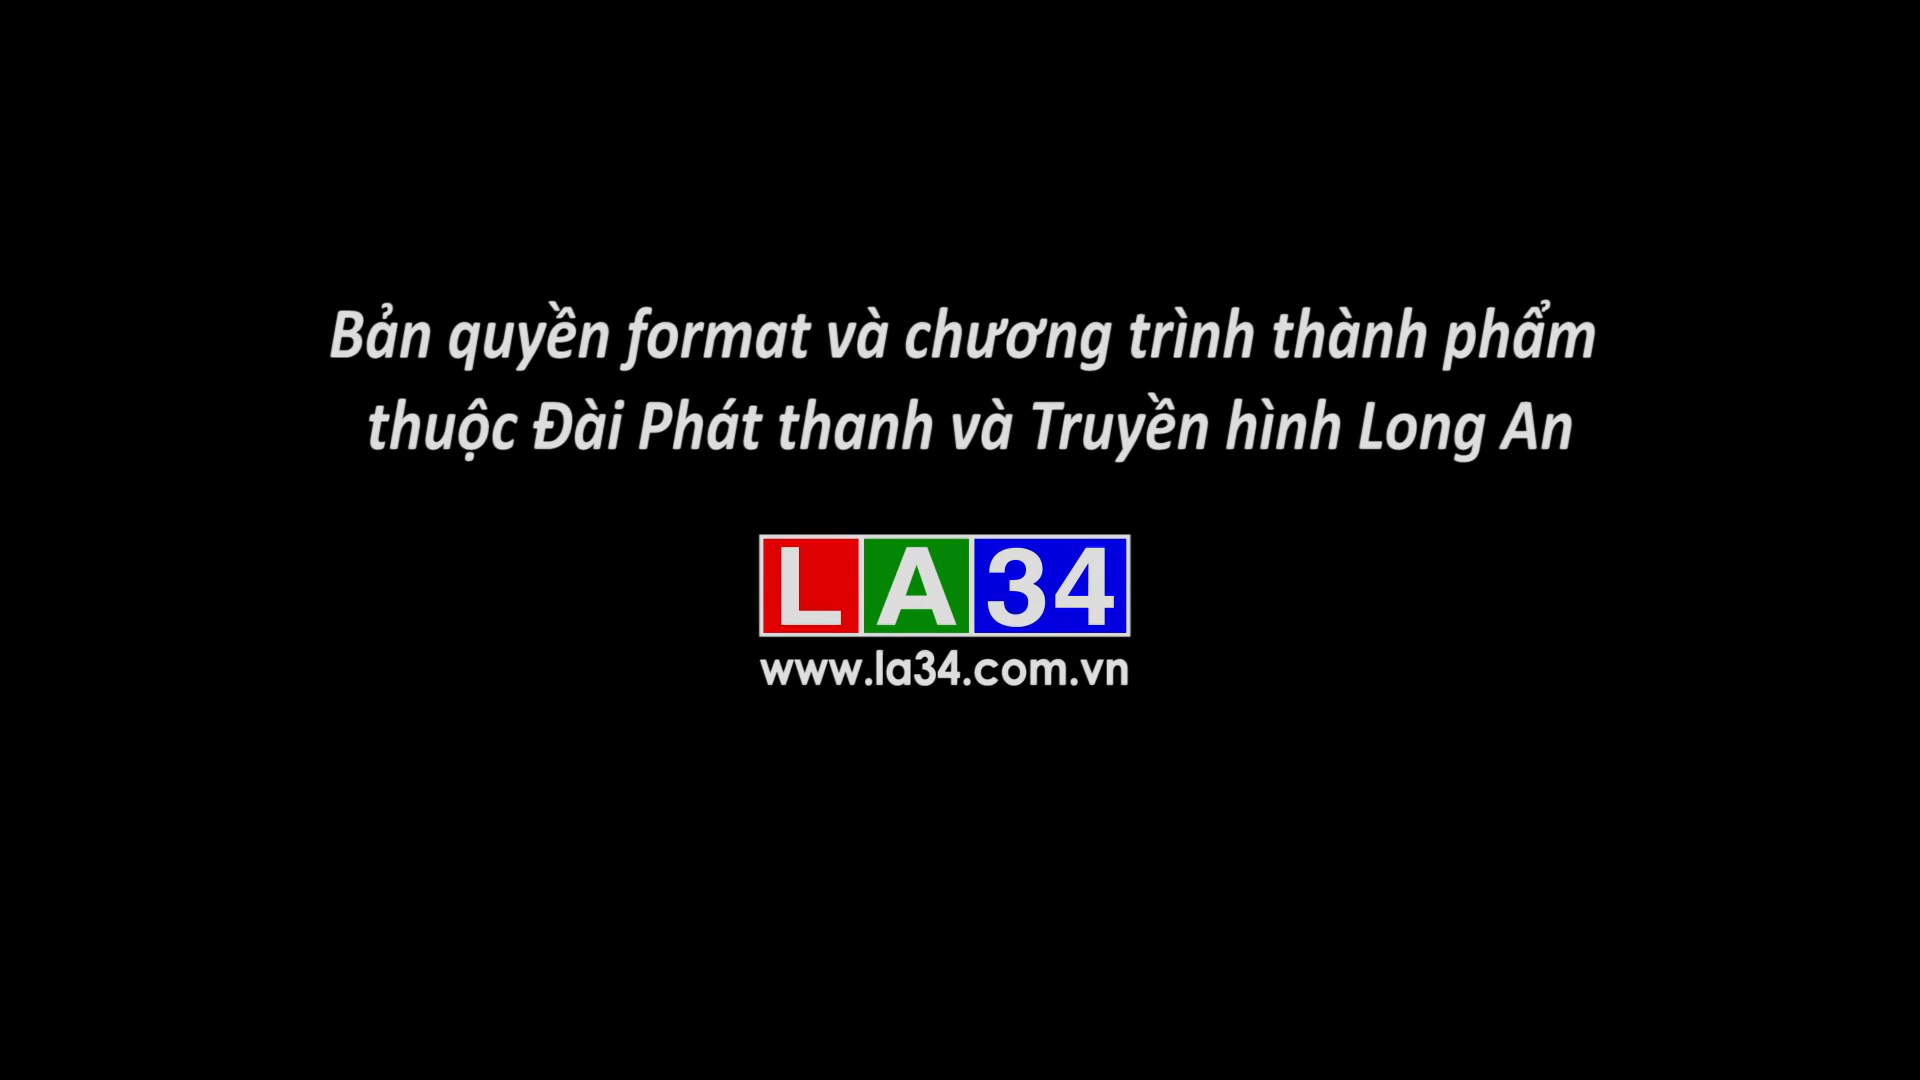 Bản quyền format và chương trình thành phẩm
thuộc Đài Phát thanh và Truyền hình Long An
LA34
www.la34.com.vn